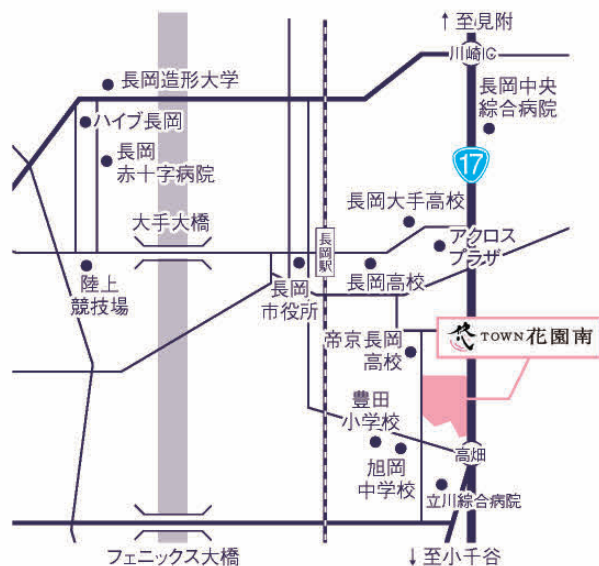 ↑至見附
川崎IC
長岡造形大学
長岡中央
綜合病院
ハイブ長岡
長岡
赤十字病院
17
大手大橋
長岡大手高校
アクロス
プラザ
長岡駅
陸上
競技場
長岡
市役所
長岡高校
帝京長岡
高校
悠 TOWN花園南
豊田
小学校
旭岡
中学校
高畑
立川綜合病院
フェニックス大橋
↓至小千谷